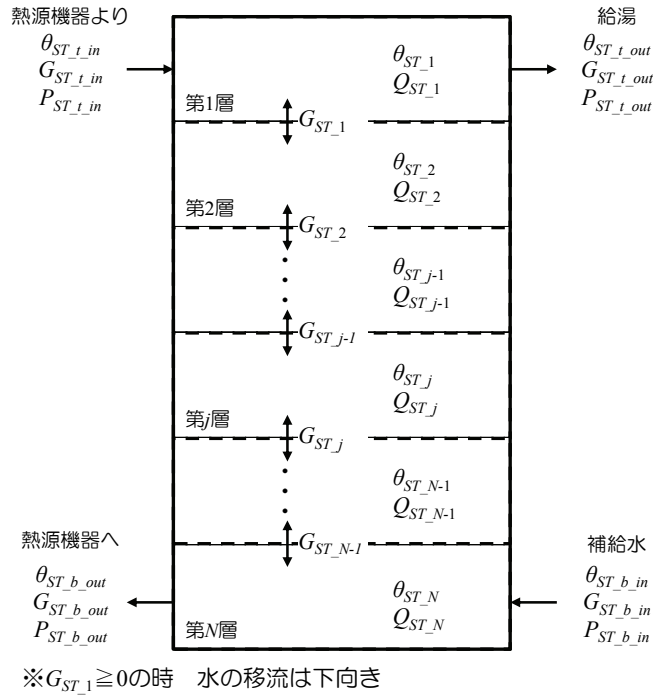 熱源機器より
θST_t_in
GST_t_in
PST_t_in
給湯
θST_t_out
GST_t_out
PST_t_out
θST_1
QST_1
第1層
GST_1
θST_2
QST_2
第2層
GST_2
θST_j-1
QST_j-1
GST_j-1
θST_j
QST_j
第j層
GST_j
θST_N-1
QST_N-1
GST_N-1
熱源機器へ
θST_b_out
GST_b_out
PST_b_out
補給水
θST_b_in
GST_b_in
PST_b_in
θST_N
QST_N
第N層
※GST_1≧0の時　水の移流は下向き